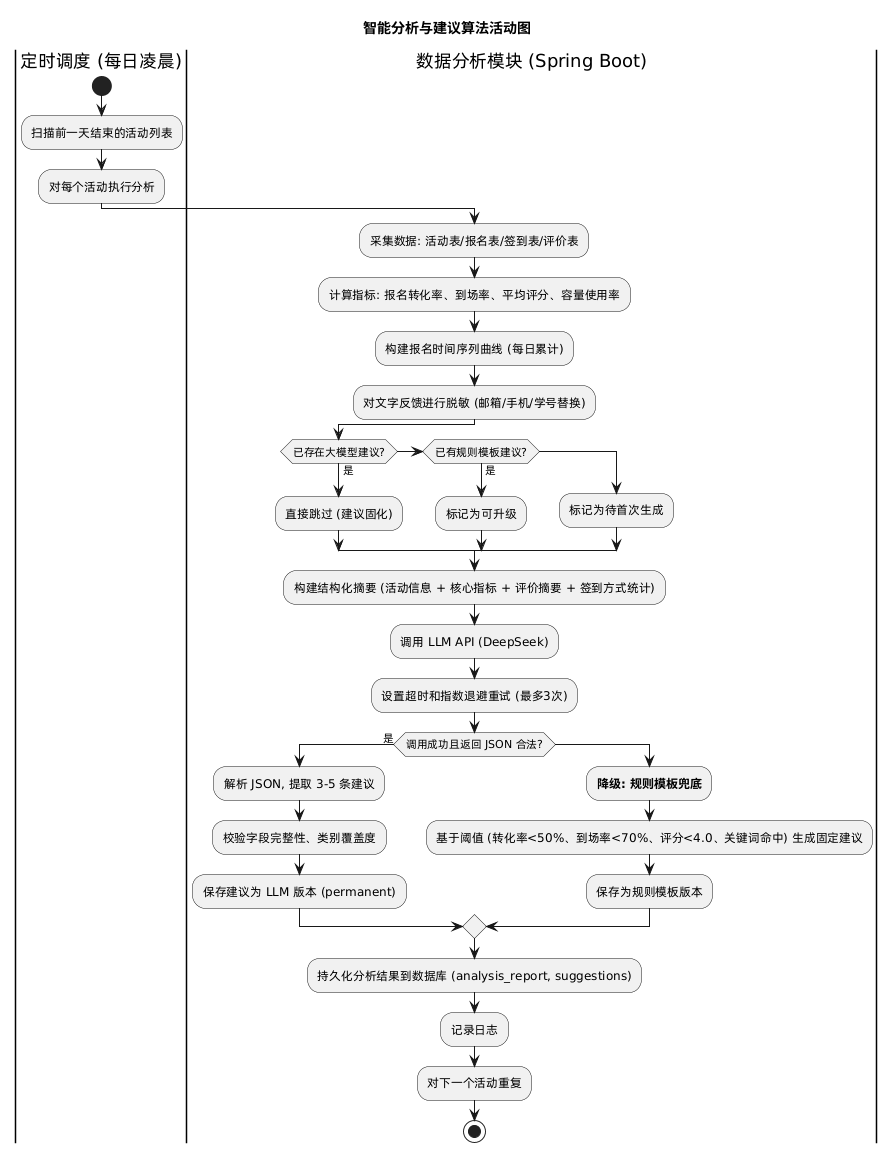 智能分析与建议算法活动图
定时调度 (每日凌晨)
数据分析模块 (Spring Boot)
扫描前一天结束的活动列表
对每个活动执行分析
采集数据: 活动表/报名表/签到表/评价表
计算指标: 报名转化率、到场率、平均评分、容量使用率
构建报名时间序列曲线 (每日累计)
对文字反馈进行脱敏 (邮箱/手机/学号替换)
已存在大模型建议?
已有规则模板建议?
是
是
直接跳过 (建议固化)
标记为可升级
标记为待首次生成
构建结构化摘要 (活动信息 + 核心指标 + 评价摘要 + 签到方式统计)
调用 LLM API (DeepSeek)
设置超时和指数退避重试 (最多3次)
是
调用成功且返回 JSON 合法?
解析 JSON, 提取 3-5 条建议
降级: 规则模板兜底
校验字段完整性、类别覆盖度
基于阈值 (转化率<50%、到场率<70%、评分<4.0、关键词命中) 生成固定建议
保存建议为 LLM 版本 (permanent)
保存为规则模板版本
持久化分析结果到数据库 (analysis_report, suggestions)
记录日志
对下一个活动重复